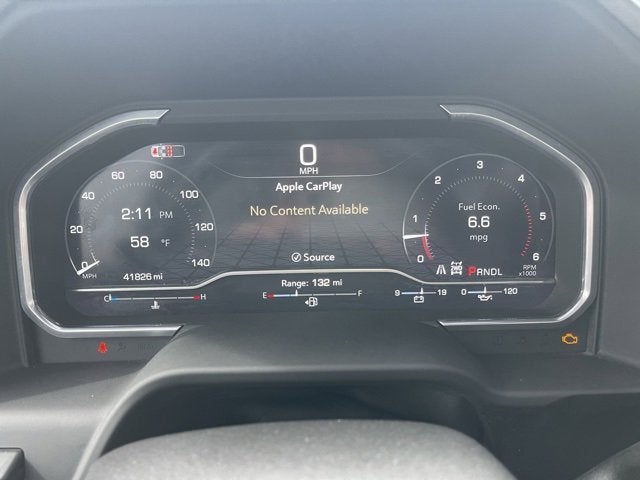 0
MPH
Apple CarPlay
No Content Available
Source
0 20 40 60 80 100 120 140
MPH
2:11 PM
58 °F
41826 mi
0 1 2 3 4 5 6
Fuel Econ.
6.6
mpg
PRNDL
RPM
x1000
C H
Range: 132 mi
E F
9 19
0 120